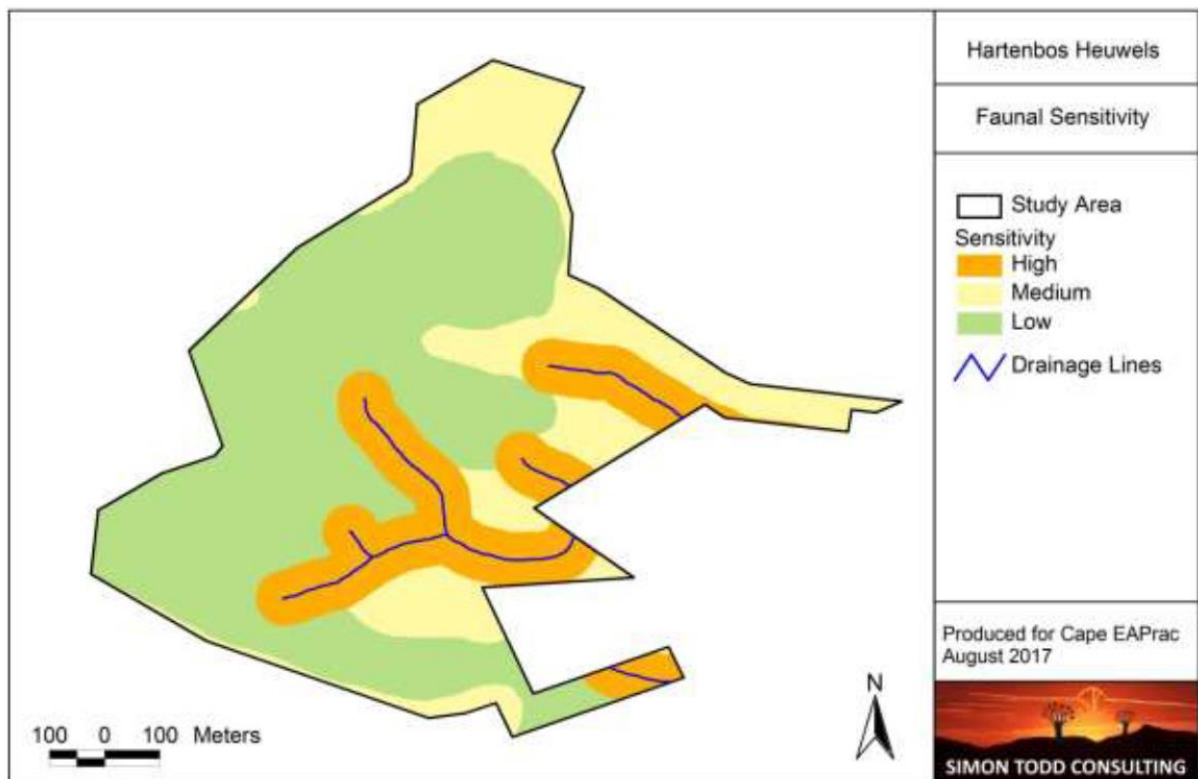 Hartenbos Heuwels
Faunal Sensitivity
Study Area
Sensitivity
High
Medium
Low
Drainage Lines
Produced for Cape EAPrac
August 2017
SIMON TODD CONSULTING
N
100 0 100 Meters